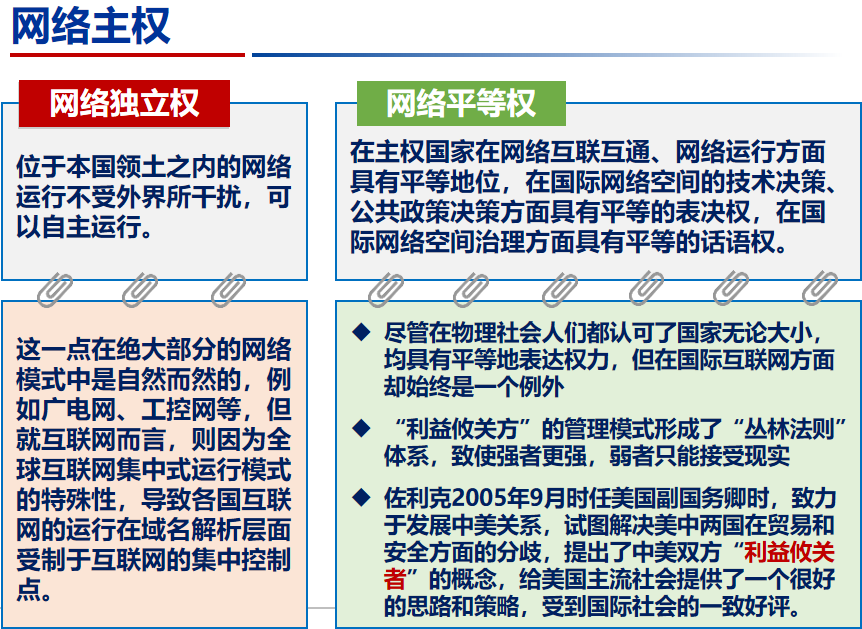 网络主权
网络独立权
位于本国领土之内的网络
运行不受外界所干扰，可
以自主运行。
这一点在绝大部分的网络
模式中是自然而然的，例
如广电网、工控网等，但
就互联网而言，则因为全
球互联网集中式运行模式
的特殊性，导致各国互联
网的运行在域名解析层面
受制于互联网的集中控制
点。
网络平等权
在主权国家在网络互联互通、网络运行方面
具有平等地位，在国际网络空间的技术决策、
公共政策决策方面具有平等的表决权，在国
际网络空间治理方面具有平等的话语权。
◆ 尽管在物理社会人们都认可了国家无论大小，
均具有平等地表达权力，但在国际互联网方面
却始终是一个例外
◆ “利益攸关方”的管理模式形成了“丛林法则”
体系，致使强者更强，弱者只能接受现实
◆ 佐利克2005年9月时任美国副国务卿时，致力
于发展中美关系，试图解决美中两国在贸易和
安全方面的分歧，提出了中美双方“利益攸关
者”的概念，给美国主流社会提供了一个很好
的思路和策略，受到国际社会的一致好评。